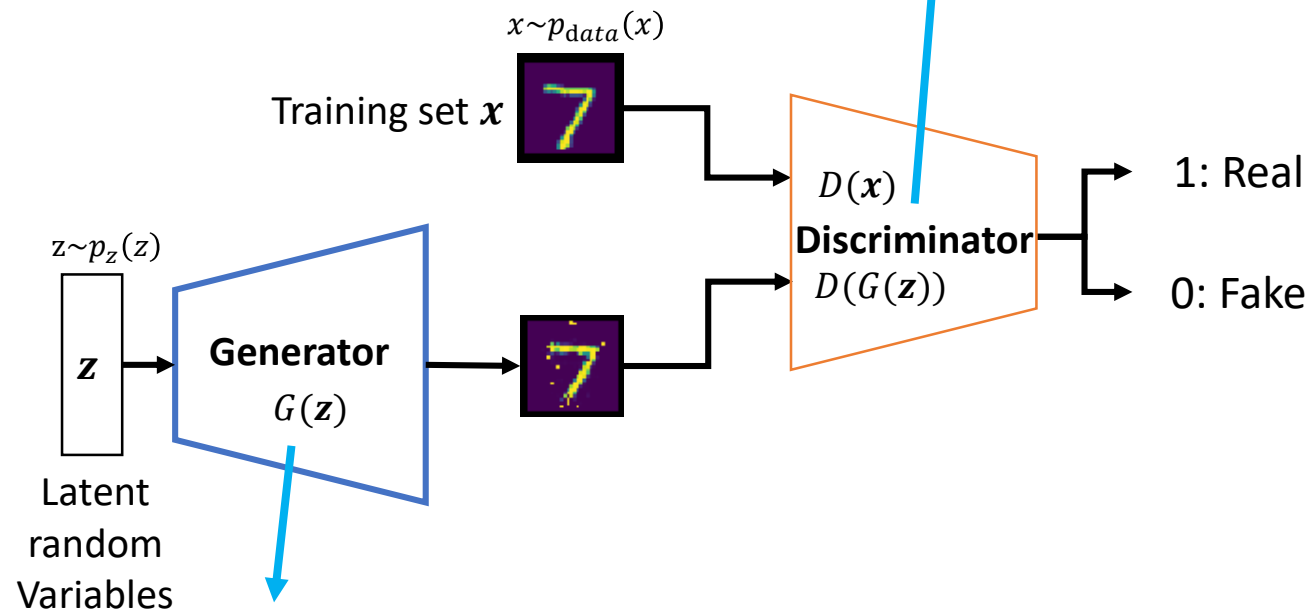 x~p_data(x)
Training set x
D(x)
1: Real
Discriminator
z~p_z(z)
D(G(z))
0: Fake
Generator
z
G(z)
Latent
random
Variables